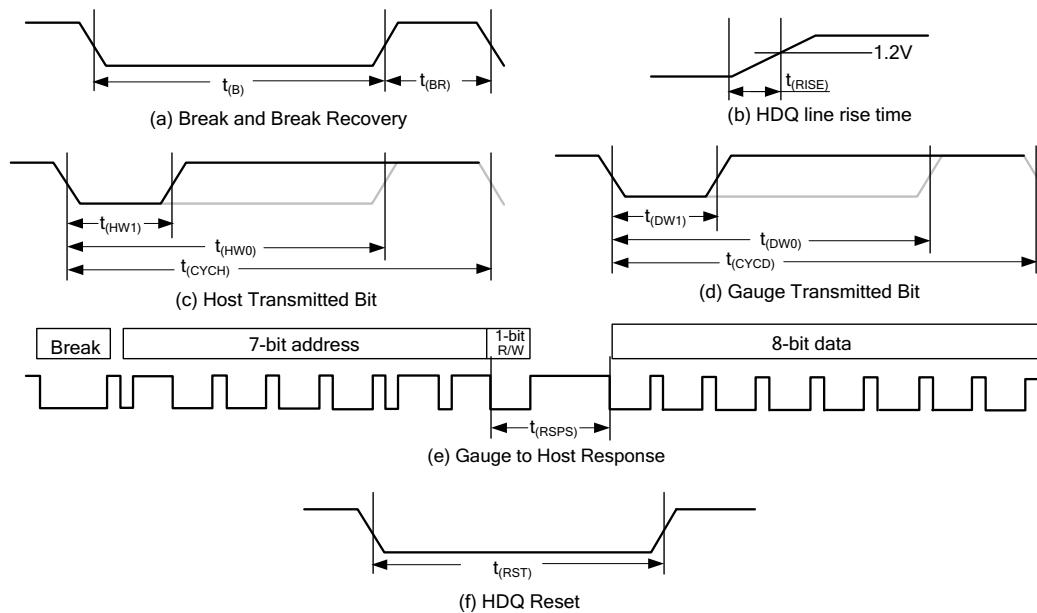 t(B)
t(BR)
(a) Break and Break Recovery
1.2V
t(RISE)
(b) HDQ line rise time
t(HW1)
t(HW0)
t(CYCH)
(c) Host Transmitted Bit
t(DW1)
t(DW0)
t(CYCD)
(d) Gauge Transmitted Bit
Break
7-bit address
1-bit
R/W
8-bit data
t(RSPS)
(e) Gauge to Host Response
t(RST)
(f) HDQ Reset